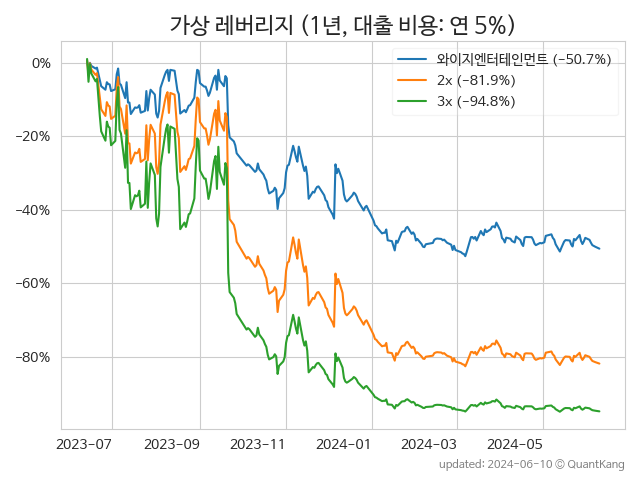 가상 레버리지 (1년, 대출 비용: 연 5%)
와이지엔터테인먼트 (−50.7%)
2x (−81.9%)
3x (−94.8%)
0%
−20%
−40%
−60%
−80%
2023-07 2023-09 2023-11 2024-01 2024-03 2024-05
updated: 2024-06-10 © QuantKang